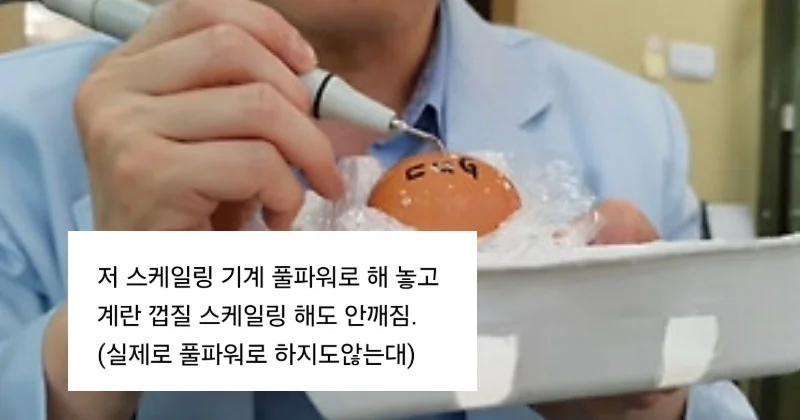 저 스케일링 기계 풀파워로 해 놓고
계란 껍질 스케일링 해도 안깨짐.
(실제로 풀파워로 하지도않는대)